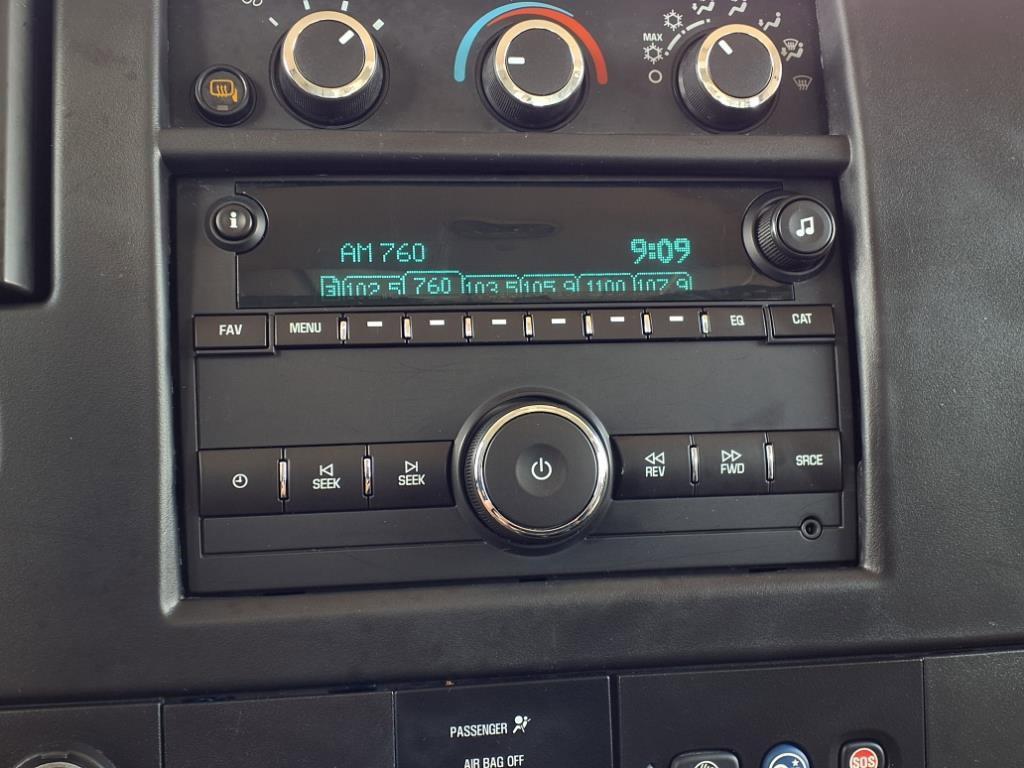 MAX
AM 760 9:09
3 102.5 760 103.5 105.9 1100 107.9
FAV MENU EQ CAT
SEEK SEEK REV FWD SRCE
PASSENGER
AIR BAG OFF
SOS